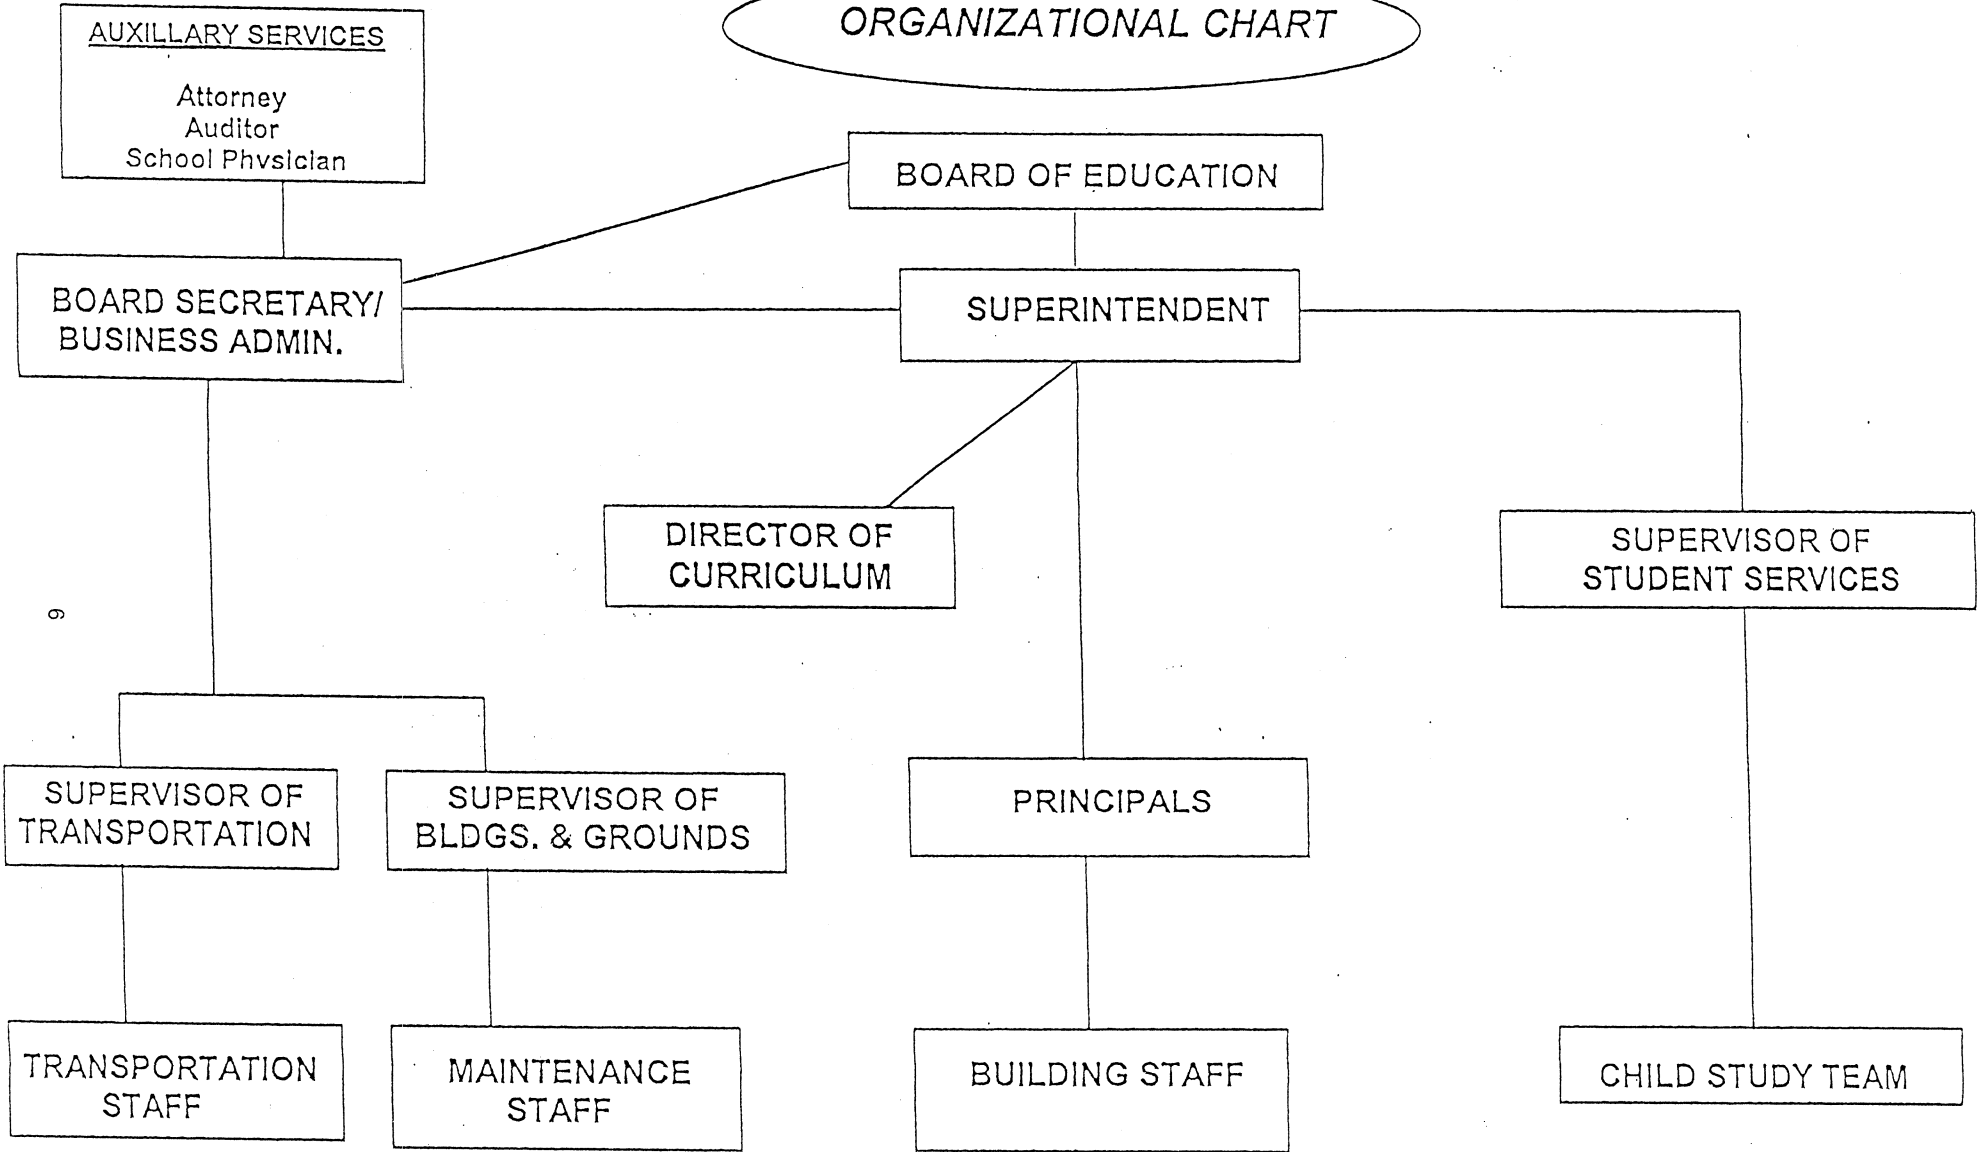 ORGANIZATIONAL CHART
AUXILLARY SERVICES
Attorney
Auditor
School Physician
BOARD OF EDUCATION
BOARD SECRETARY/
BUSINESS ADMIN.
SUPERINTENDENT
DIRECTOR OF
CURRICULUM
SUPERVISOR OF
STUDENT SERVICES
6
SUPERVISOR OF
TRANSPORTATION
SUPERVISOR OF
BLDGS. & GROUNDS
PRINCIPALS
TRANSPORTATION
STAFF
MAINTENANCE
STAFF
BUILDING STAFF
CHILD STUDY TEAM